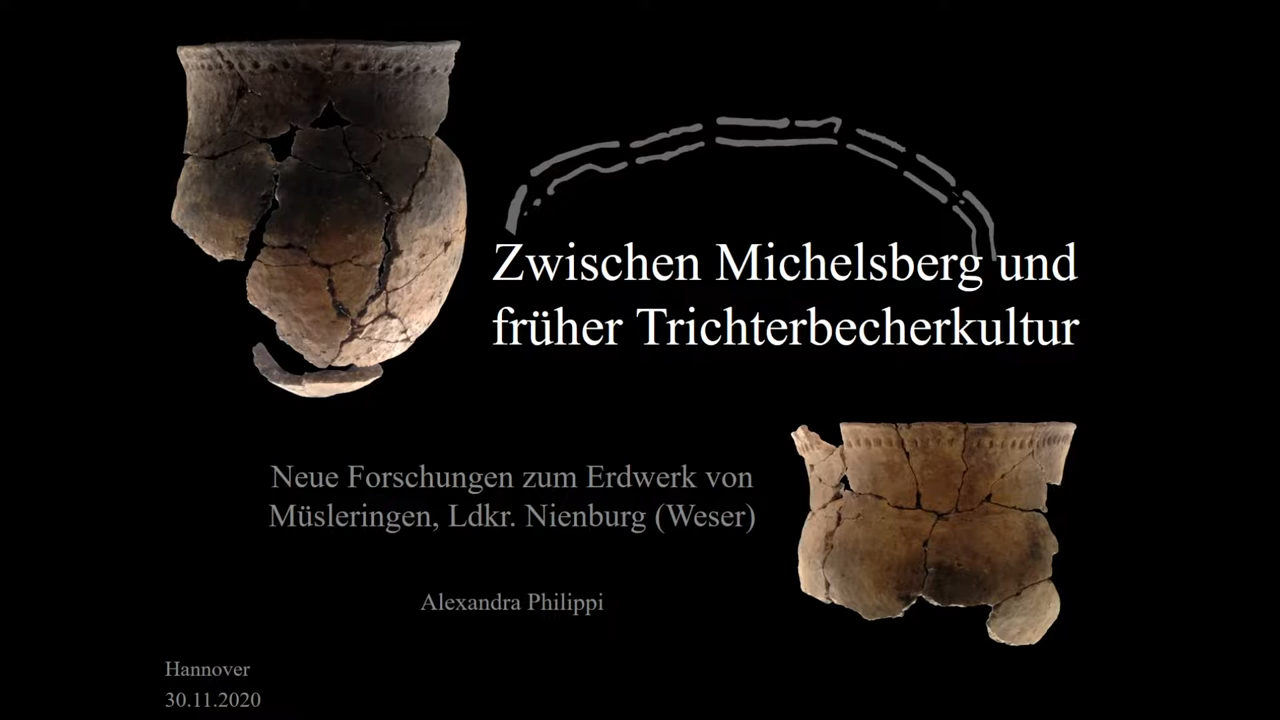 Zwischen Michelsberg und
früher Trichterbecherkultur
Neue Forschungen zum Erdwerk von
Müsleringen, Ldkr. Nienburg (Weser)
Alexandra Philippi
Hannover
30.11.2020